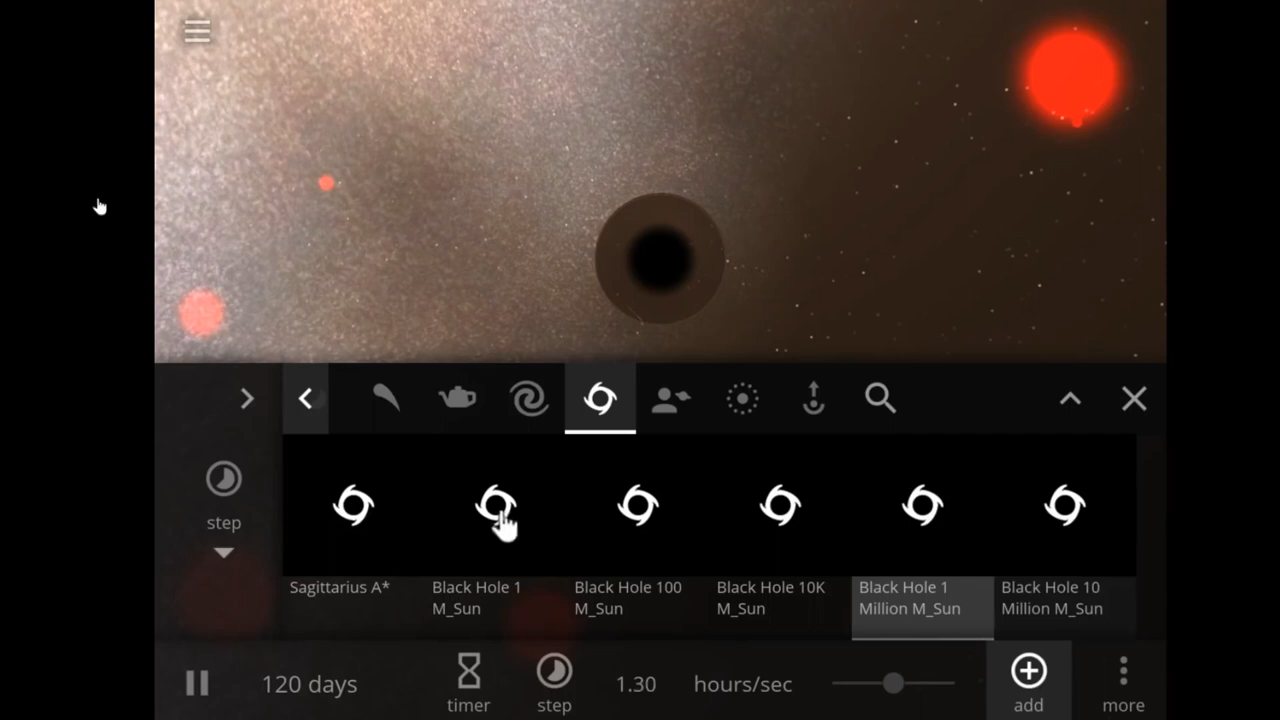 step
Sagittarius A*
Black Hole 1
M_Sun
Black Hole 100
M_Sun
Black Hole 10K
M_Sun
Black Hole 1
Million M_Sun
Black Hole 10
Million M_Sun
120 days
timer
step
1.30
hours/sec
add
more